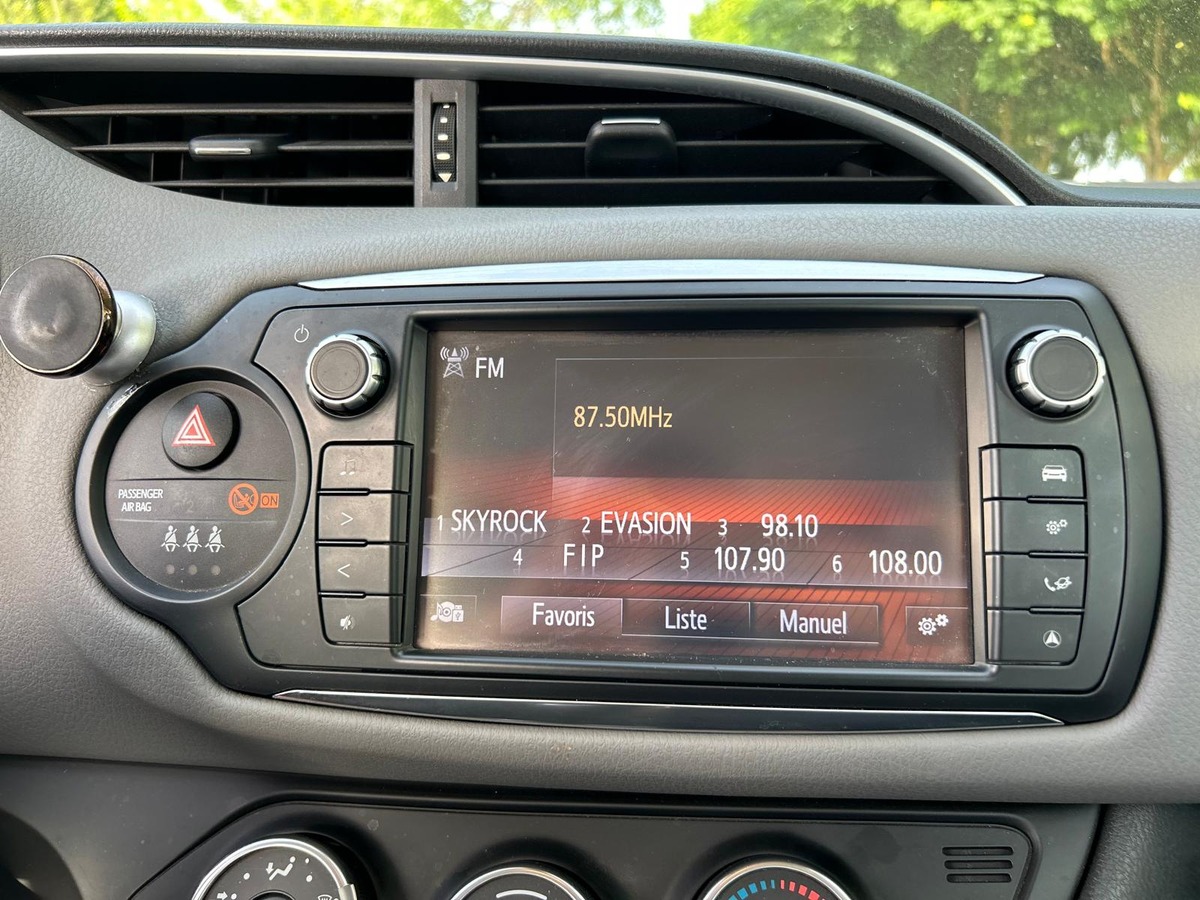 FM
87.50MHz
1 SKYROCK 2 EVASION 3 98.10
4 FIP 5 107.90 6 108.00
Favoris Liste Manuel
PASSENGER
AIR BAG
ON